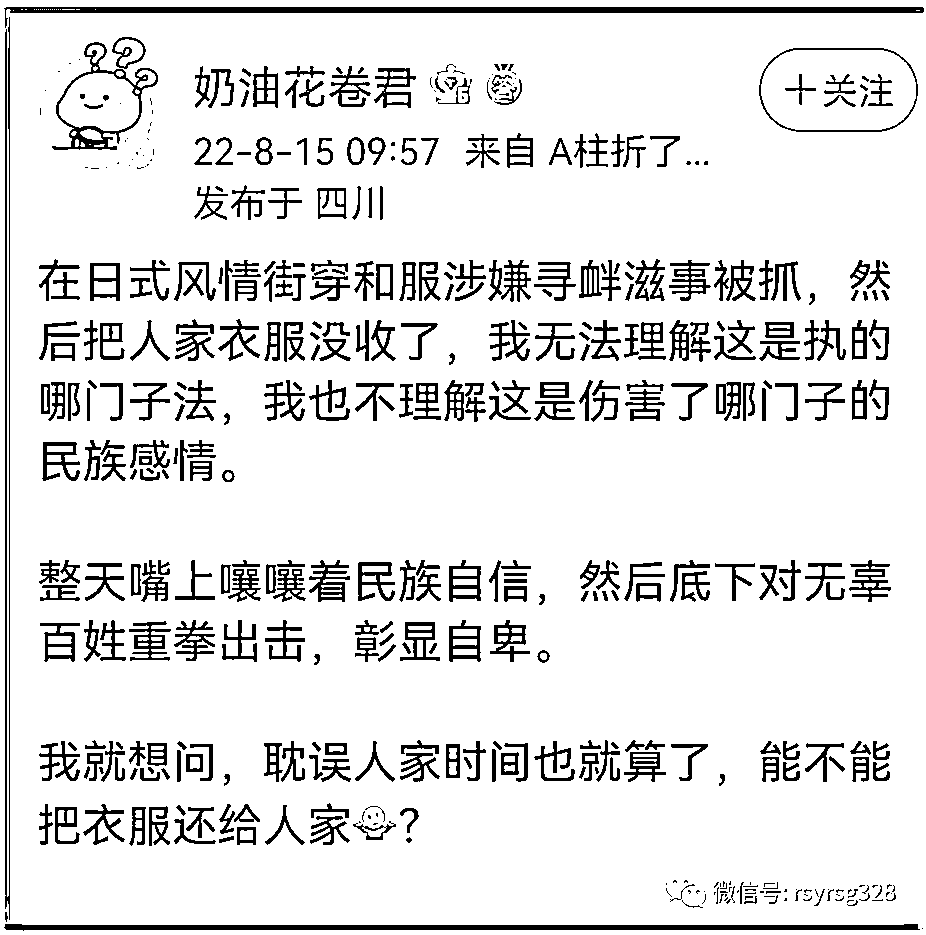 奶油花卷君
+关注
22-8-15 09:57 来自 A柱折了...
发布于 四川
在日式风情街穿和服涉嫌寻衅滋事被抓，然
后把人家衣服没收了，我无法理解这是执的
哪门子法，我也不理解这是伤害了哪门子的
民族感情。
整天嘴上嚷嚷着民族自信，然后底下对无辜
百姓重拳出击，彰显自卑。
我就想问，耽误人家时间也就算了，能不能
把衣服还给人家？
微信号: rsyrsg328